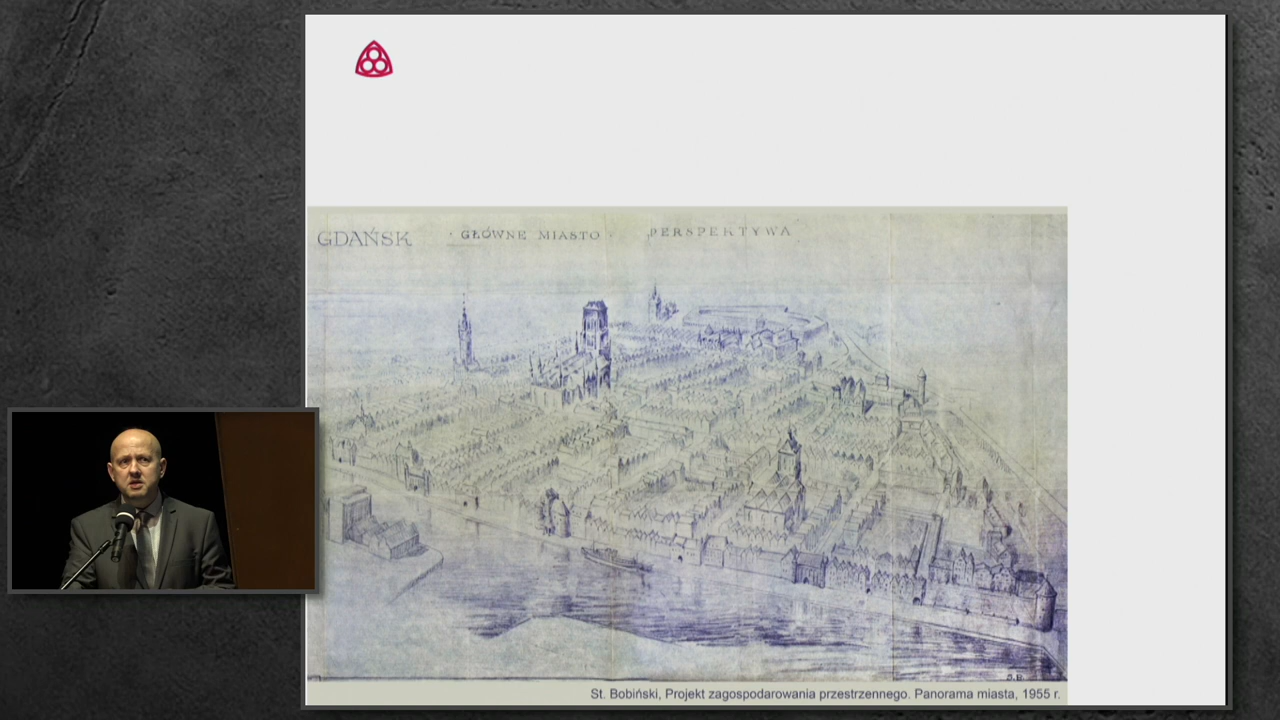 GDAŃSK · GŁÓWNE MIASTO · PERSPEKTYWA
S.B.
St. Bobiński, Projekt zagospodarowania przestrzennego. Panorama miasta, 1955 r.